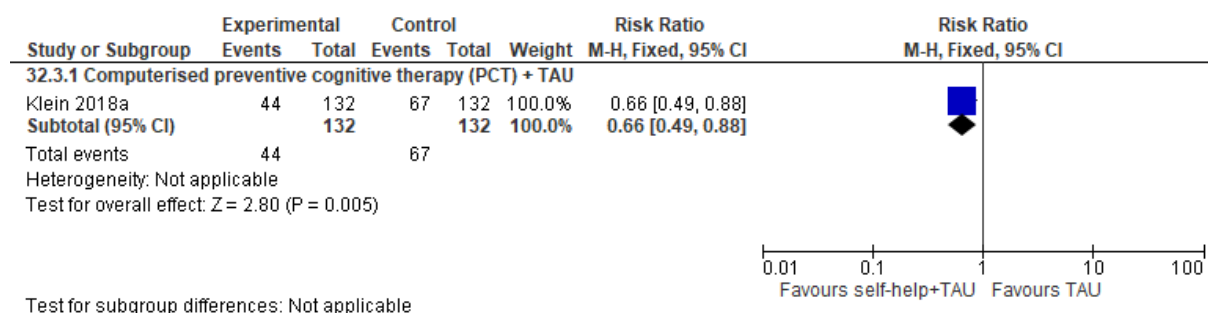 Experimental Control Risk Ratio Risk Ratio
Study or Subgroup Events Total Events Total Weight M-H, Fixed, 95% CI M-H, Fixed, 95% CI
32.3.1 Computerised preventive cognitive therapy (PCT) + TAU
Klein 2018a 44 132 67 132 100.0% 0.66 [0.49, 0.88]
Subtotal (95% CI) 132 132 100.0% 0.66 [0.49, 0.88]
Total events 44 67
Heterogeneity: Not applicable
Test for overall effect: Z = 2.80 (P = 0.005)
0.01 0.1 1 10 100
Favours self-help+TAU Favours TAU
Test for subgroup differences: Not applicable